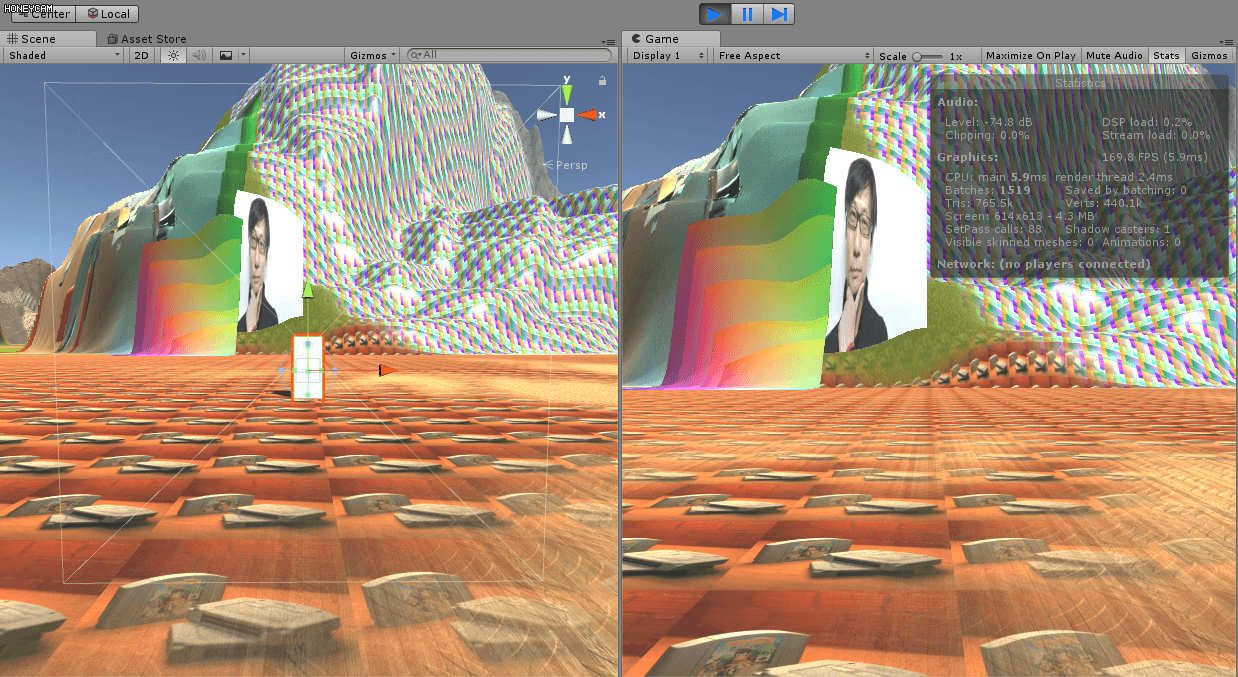 HONEYCAM
Center Local
Scene Asset Store
Shaded 2D Gizmos All
y
x
Persp
Game
Display 1 Free Aspect Scale 1x Maximize On Play Mute Audio Stats Gizmos
Statistics
Audio:
Level: -74.8 dB DSP load: 0.2%
Clipping: 0.0% Stream load: 0.0%
Graphics: 169.8 FPS (5.9ms)
CPU: main 5.9ms render thread 2.4ms
Batches: 1519 Saved by batching: 0
Tris: 765.5k Verts: 440.1k
Screen: 614x613 - 4.3 MB
SetPass calls: 88 Shadow casters: 1
Visible skinned meshes: 0 Animations: 0
Network: (no players connected)